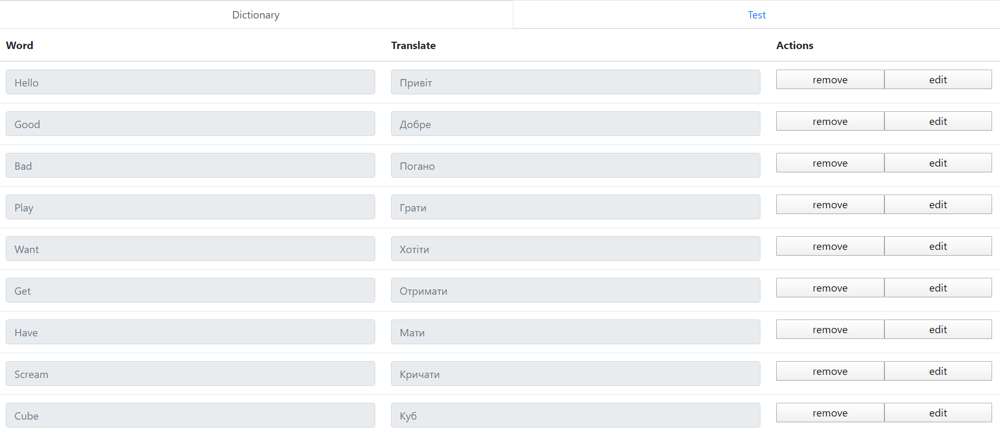 Dictionary Test
Word Translate Actions
Hello Привіт remove edit
Good Добре remove edit
Bad Погано remove edit
Play Грати remove edit
Want Хотіти remove edit
Get Отримати remove edit
Have Мати remove edit
Scream Кричати remove edit
Cube Куб remove edit